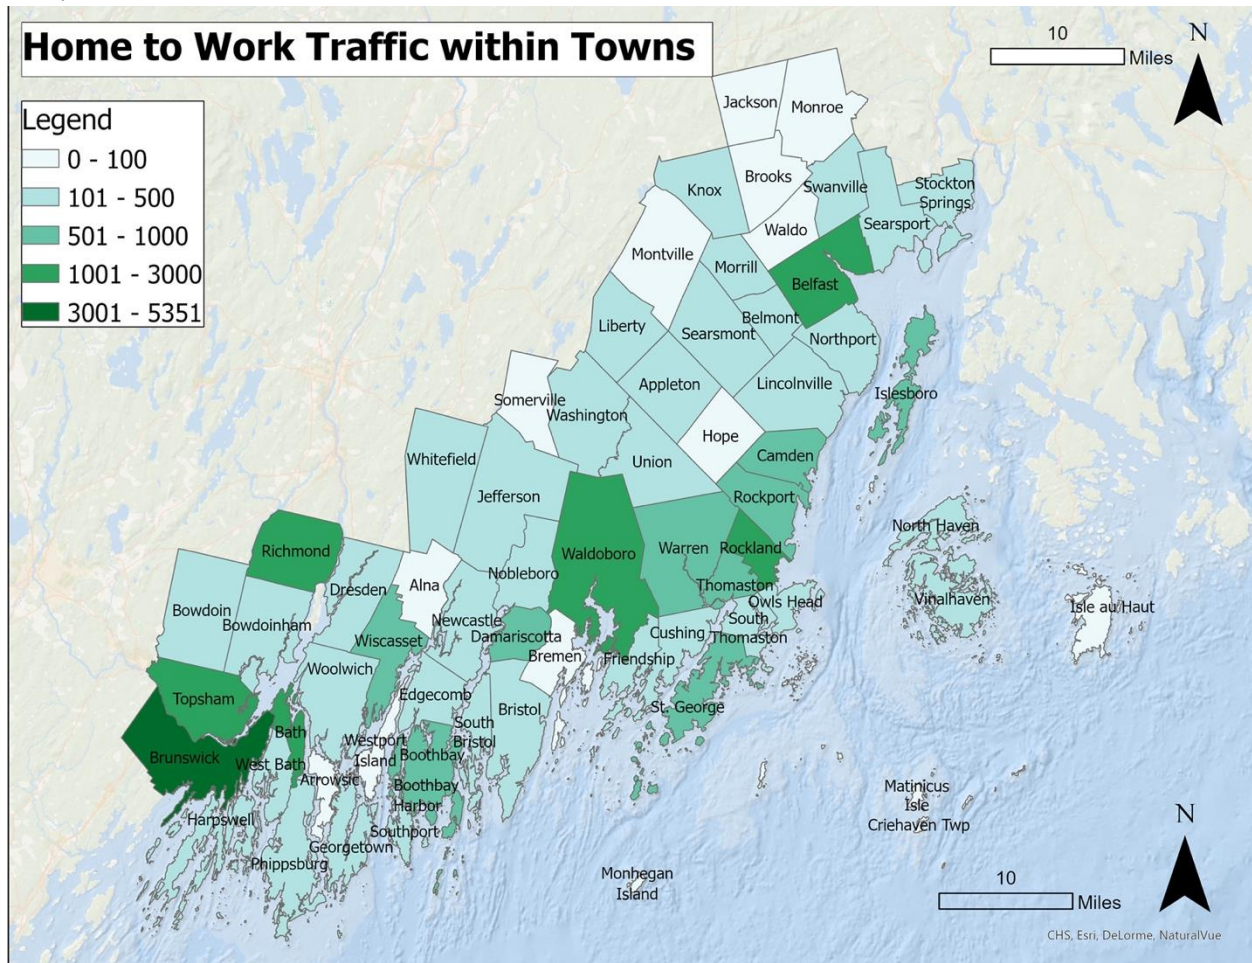 Home to Work Traffic within Towns
10
Miles
N
Legend
0 - 100
101 - 500
501 - 1000
1001 - 3000
3001 - 5351
Jackson
Monroe
Brooks
Knox
Swanville
Stockton
Springs
Searsport
Waldo
Montville
Morrill
Belfast
Belmont
Liberty
Searsmont
Northport
Appleton
Lincolnville
Islesboro
Somerville
Washington
Hope
Camden
Whitefield
Union
Jefferson
Rockport
North Haven
Richmond
Waldoboro
Warren
Rockland
Nobleboro
Alna
Dresden
Thomaston
Owls Head
Vinalhaven
Isle au Haut
Bowdoin
Bowdoinham
Newcastle
South
Thomaston
Wiscasset
Damariscotta
Cushing
Bremen
Friendship
Woolwich
Topsham
Edgecomb
Bristol
St. George
South
Bristol
Bath
Westport
Island
Brunswick
West Bath
Boothbay
Arrowsic
Boothbay
Harbor
Matinicus
Isle
Criehaven Twp
Harpswell
Southport
Georgetown
Phippsburg
Monhegan
Island
N
10
Miles
CHS, Esri, DeLorme, NaturalVue